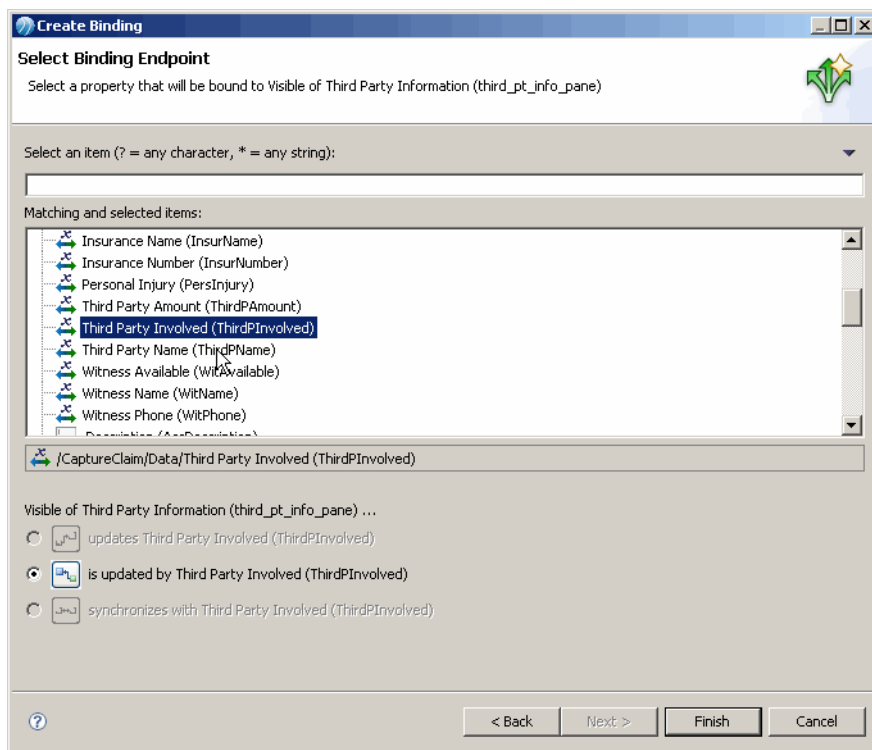 Create Binding
Select Binding Endpoint
Select a property that will be bound to Visible of Third Party Information (third_pt_info_pane)
Select an item (? = any character, * = any string):
Matching and selected items:
Insurance Name (InsurName)
Insurance Number (InsurNumber)
Personal Injury (PersInjury)
Third Party Amount (ThirdPAmount)
Third Party Involved (ThirdPInvolved)
Third Party Name (ThirdPName)
Witness Available (WitAvailable)
Witness Name (WitName)
Witness Phone (WitPhone)
Description (AccDescription)
/CaptureClaim/Data/Third Party Involved (ThirdPInvolved)
Visible of Third Party Information (third_pt_info_pane) ...
updates Third Party Involved (ThirdPInvolved)
is updated by Third Party Involved (ThirdPInvolved)
synchronizes with Third Party Involved (ThirdPInvolved)
< Back
Next >
Finish
Cancel